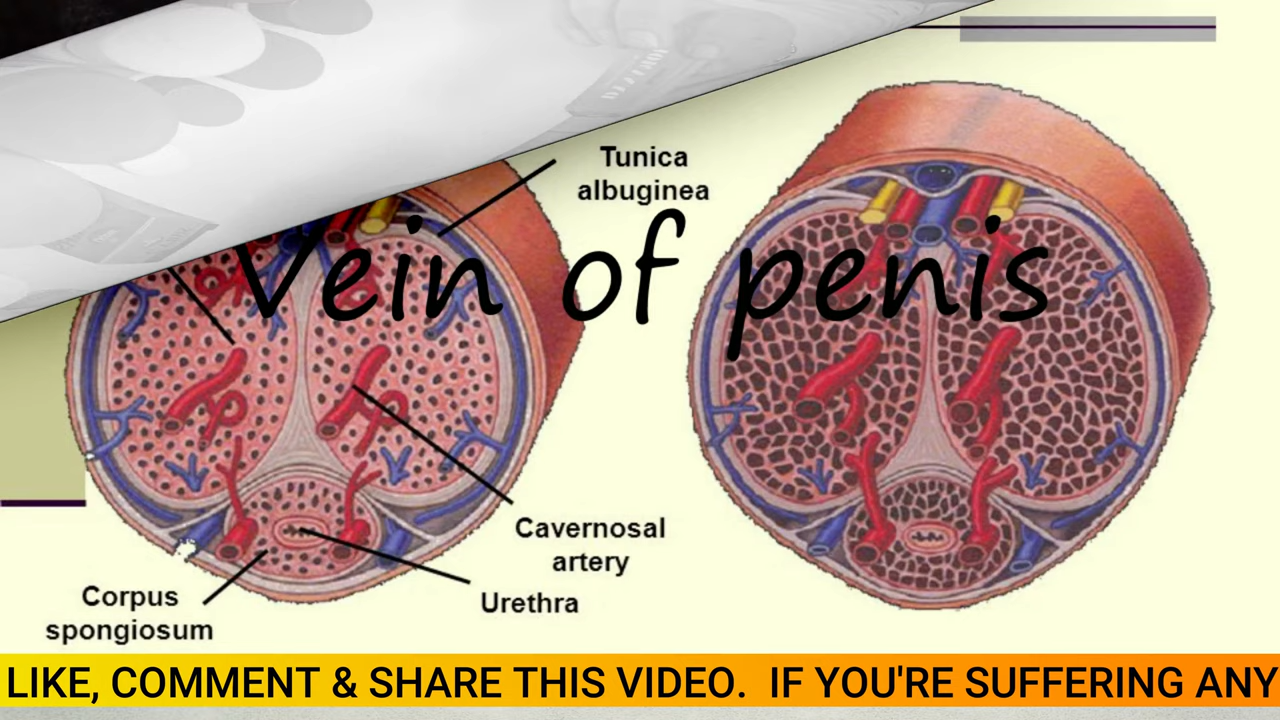 Tunica
albuginea
Vein of penis
Cavernosal
artery
Urethra
Corpus
spongiosum
LIKE, COMMENT & SHARE THIS VIDEO. IF YOU'RE SUFFERING ANY